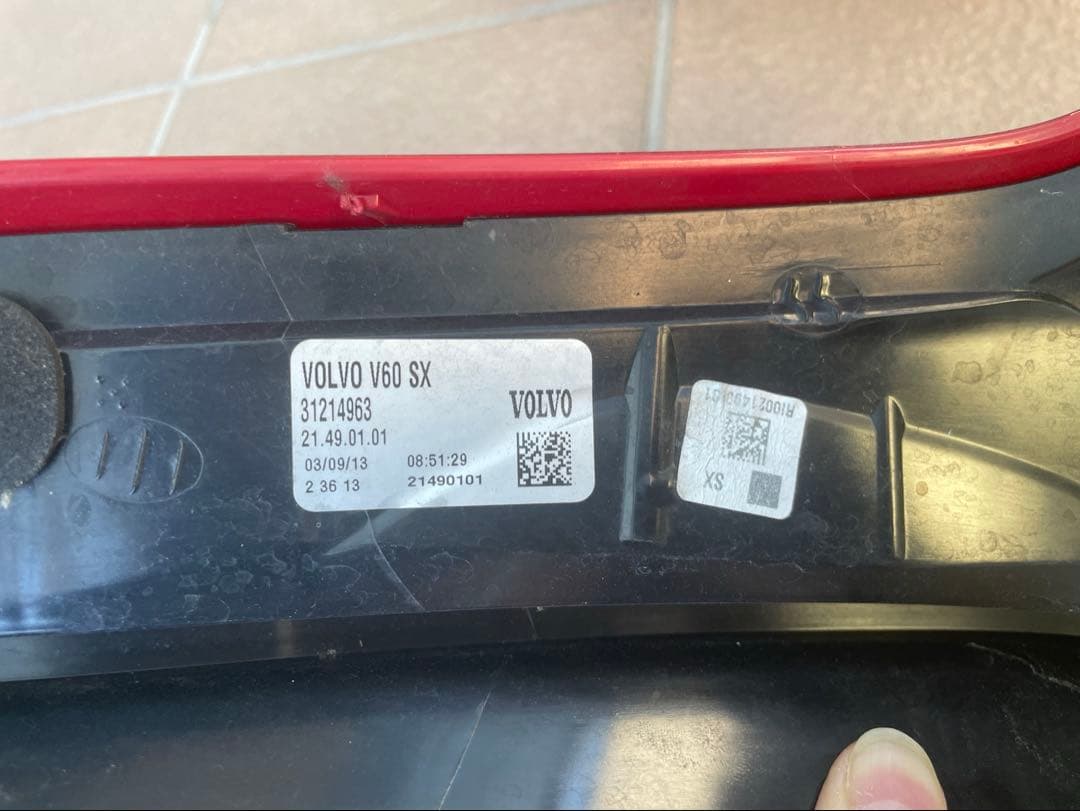 VOLVO V60 SX
31214963
21.49.01.01
03/09/13 08:51:29
2 36 13 21490101
VOLVO
SX